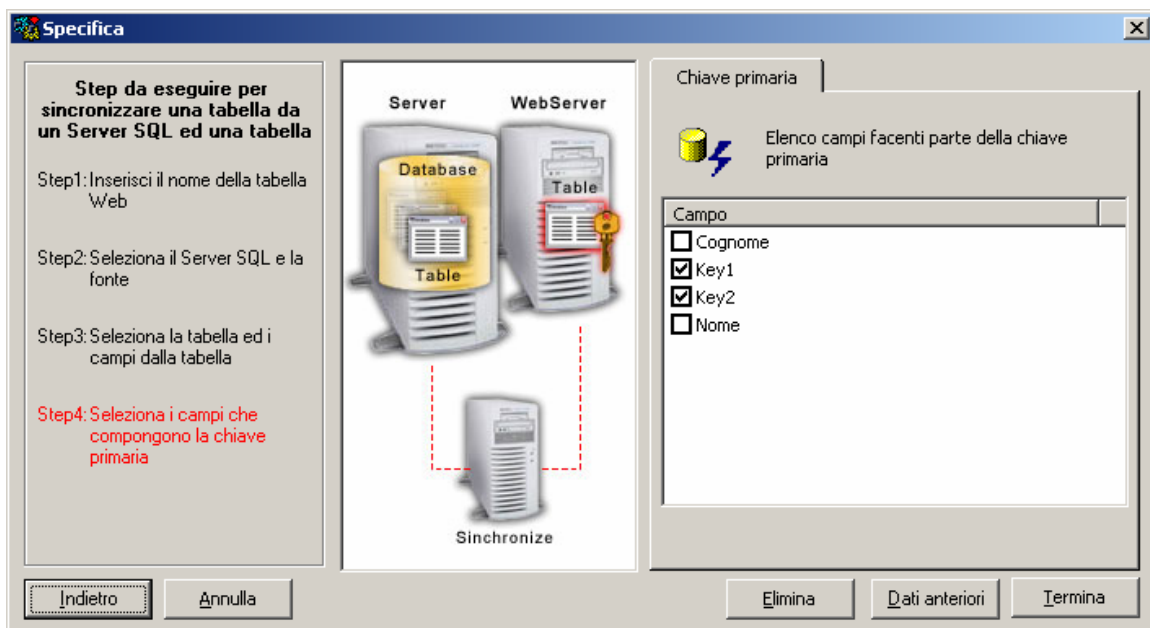 Specifica
Step da eseguire per
sincronizzare una tabella da
un Server SQL ed una tabella
Step1: Inserisci il nome della tabella
Web
Step2: Seleziona il Server SQL e la
fonte
Step3: Seleziona la tabella ed i
campi dalla tabella
Step4: Seleziona i campi che
compongono la chiave
primaria
Server WebServer
Database
Table
Table
Sinchronize
Chiave primaria
Elenco campi facenti parte della chiave
primaria
Campo
Cognome
Key1
Key2
Nome
Indietro
Annulla
Elimina
Dati anteriori
Termina